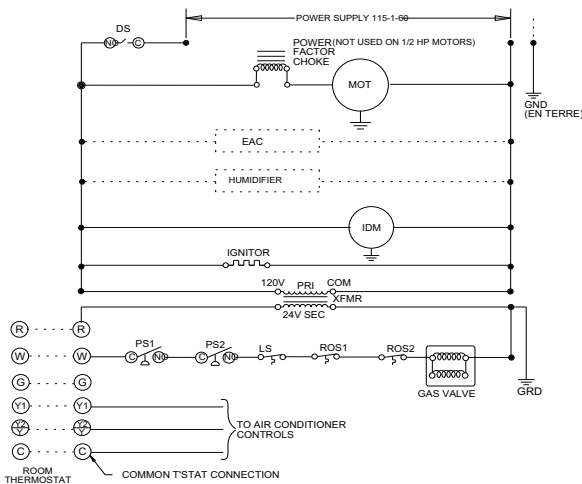 POWER SUPPLY 115-1-60
DS
NO C
POWER (NOT USED ON 1/2 HP MOTORS)
FACTOR
CHOKE
MOT
GND
(EN TERRE)
EAC
HUMIDIFIER
IDM
IGNITOR
120V PRI COM
XFMR
24V SEC
R R
W W
PS1
C NO
PS2
C NO
LS
ROS1
ROS2
GAS VALVE
GRD
G G
Y1 Y1
Y2 Y2
Y Y
C C
TO AIR CONDITIONER
CONTROLS
ROOM
THERMOSTAT
COMMON T'STAT CONNECTION